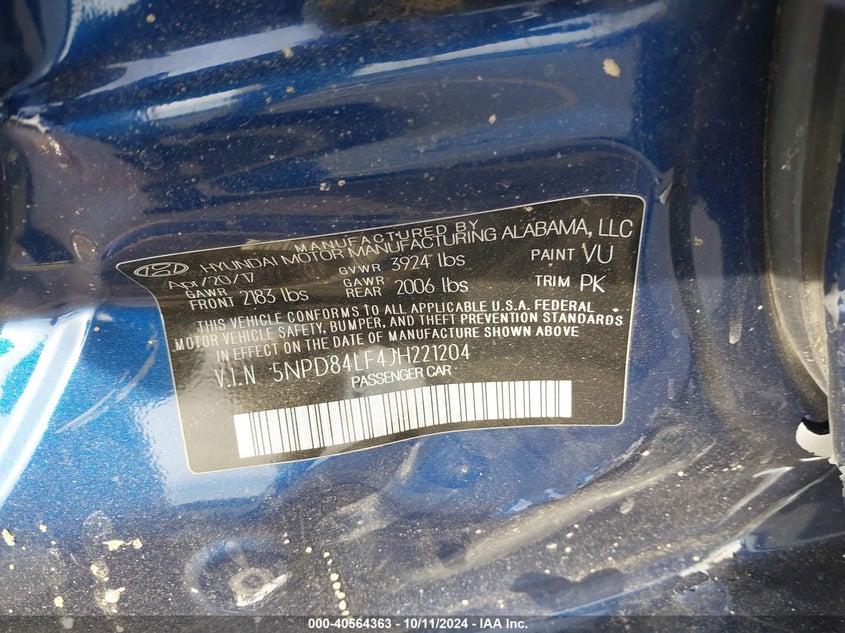 MANUFACTURED BY
HYUNDAI MOTOR MANUFACTURING ALABAMA, LLC
Apr/20/17 GVWR 3924 lbs PAINT VU
GAWR FRONT 2183 lbs GAWR REAR 2006 lbs TRIM PK
THIS VEHICLE CONFORMS TO ALL APPLICABLE U.S.A. FEDERAL
MOTOR VEHICLE SAFETY, BUMPER, AND THEFT PREVENTION STANDARDS
IN EFFECT ON THE DATE OF MANUFACTURE SHOWN ABOVE
V.I.N 5NPD84LF4JH221204
PASSENGER CAR
000-40564363 - 10/11/2024 - © IAA Inc.